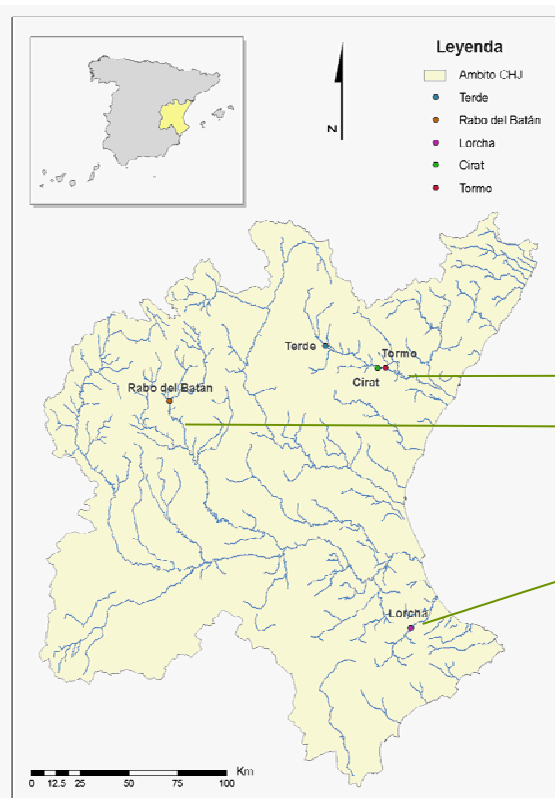 Leyenda
Ambito CHJ
Terde
Rabo del Batán
Lorcha
Cirat
Tormo
N
Terde
Tormo
Cirat
Rabo del Batán
Lorcha
0 12.5 25 50 75 100 Km